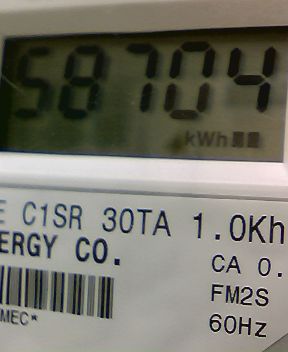 58704
kWh
E C1SR 30TA 1.0Kh
ERGY CO.
CA 0.
FM2S
MEC*
60Hz